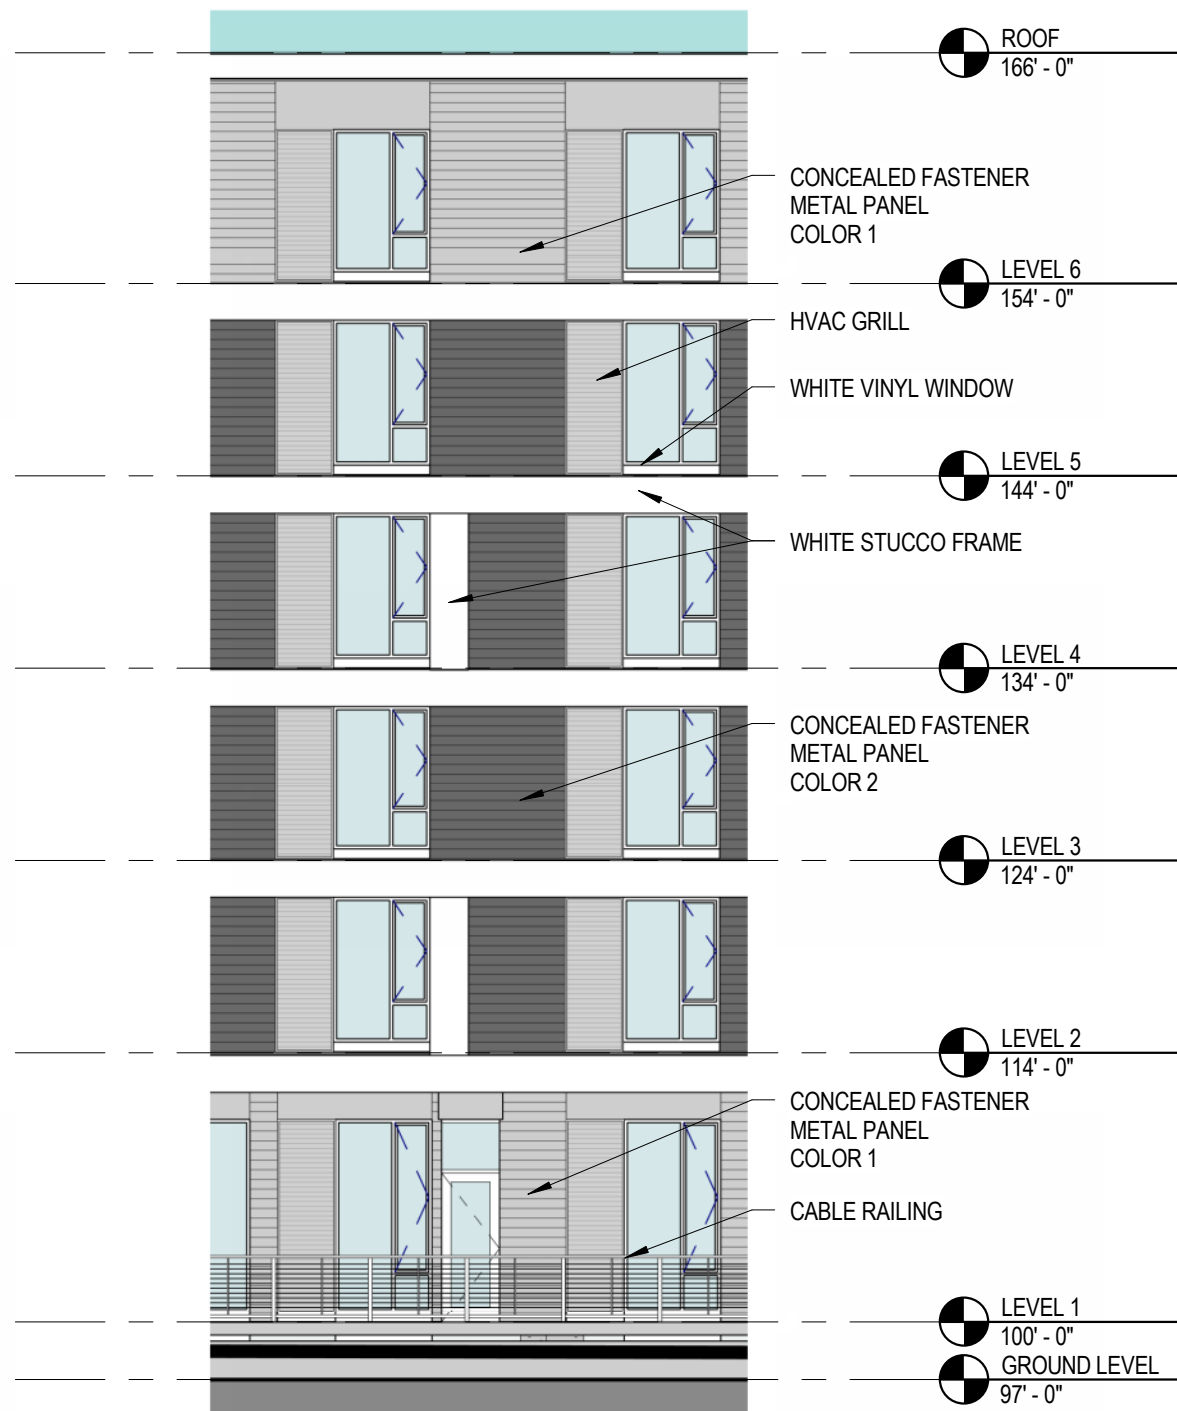 ROOF
166' - 0"
CONCEALED FASTENER
METAL PANEL
COLOR 1
LEVEL 6
154' - 0"
HVAC GRILL
WHITE VINYL WINDOW
LEVEL 5
144' - 0"
WHITE STUCCO FRAME
LEVEL 4
134' - 0"
CONCEALED FASTENER
METAL PANEL
COLOR 2
LEVEL 3
124' - 0"
LEVEL 2
114' - 0"
CONCEALED FASTENER
METAL PANEL
COLOR 1
CABLE RAILING
LEVEL 1
100' - 0"
GROUND LEVEL
97' - 0"